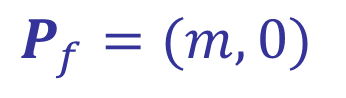 𝑷_f = (m, 0)